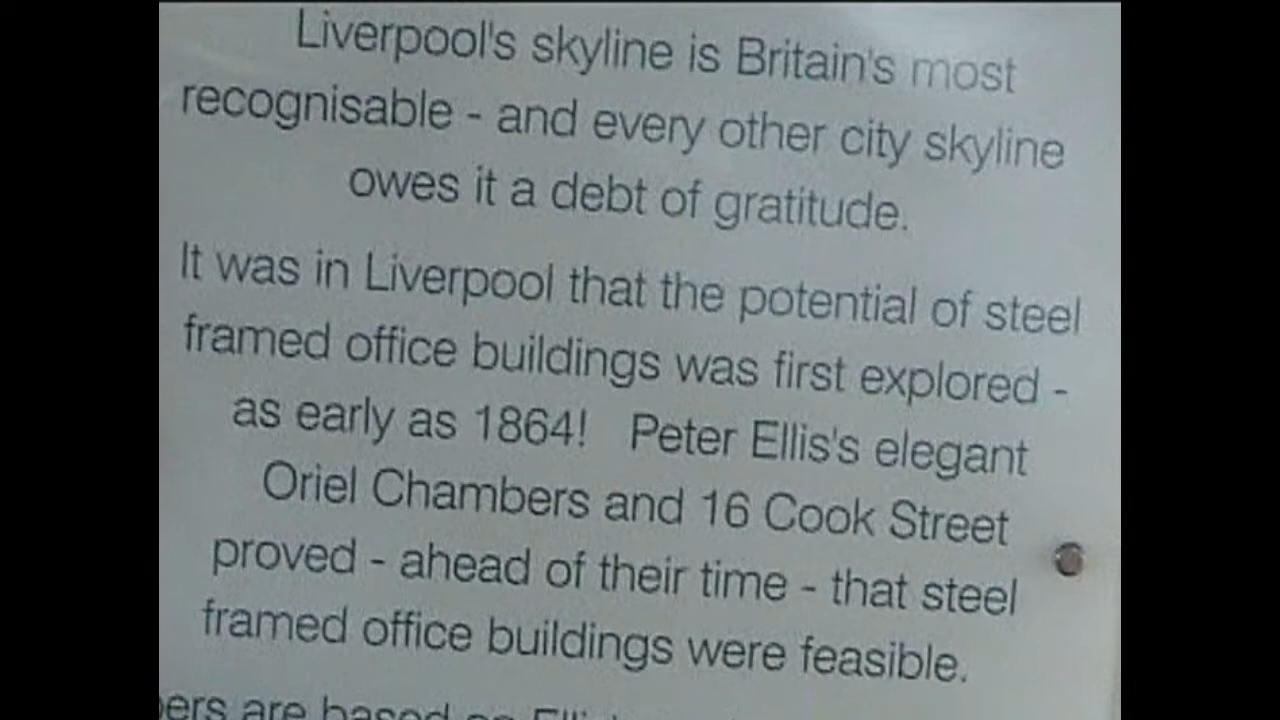 Liverpool's skyline is Britain's most
recognisable - and every other city skyline
owes it a debt of gratitude.
It was in Liverpool that the potential of steel
framed office buildings was first explored -
as early as 1864! Peter Ellis's elegant
Oriel Chambers and 16 Cook Street
proved - ahead of their time - that steel
framed office buildings were feasible.
are based